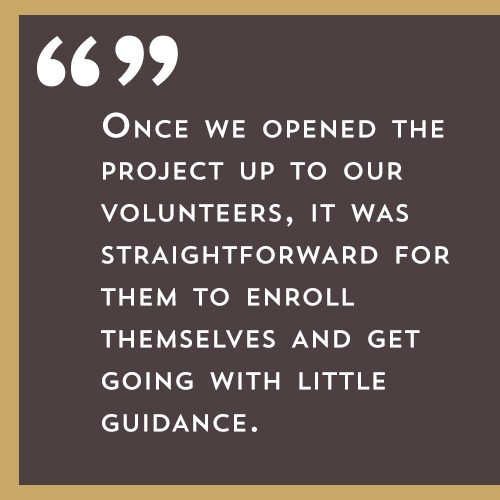 “ ”
Once we opened the
project up to our
volunteers, it was
straightforward for
them to enroll
themselves and get
going with little
guidance.